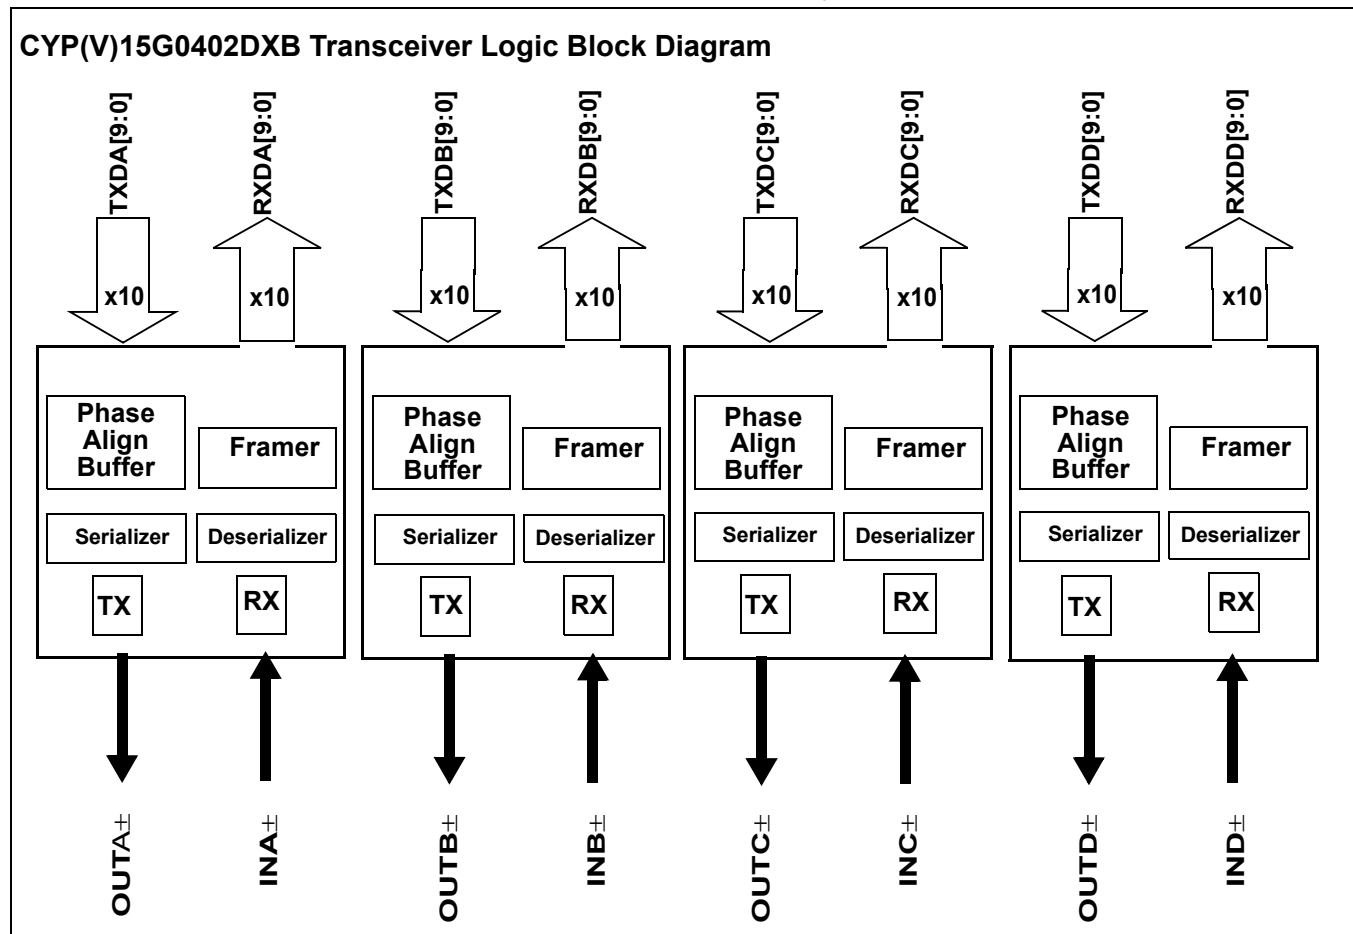 CYP(V)15G0402DXB Transceiver Logic Block Diagram
TXDA[9:0]
RXDA[9:0]
TXDB[9:0]
RXDB[9:0]
TXDC[9:0]
RXDC[9:0]
TXDD[9:0]
RXDD[9:0]
x10
x10
x10
x10
x10
x10
x10
x10
Phase
Align
Buffer
Framer
Phase
Align
Buffer
Framer
Phase
Align
Buffer
Framer
Phase
Align
Buffer
Framer
Serializer
Deserializer
Serializer
Deserializer
Serializer
Deserializer
Serializer
Deserializer
TX
RX
TX
RX
TX
RX
TX
RX
OUTA±
INA±
OUTB±
INB±
OUTC±
INC±
OUTD±
IND±